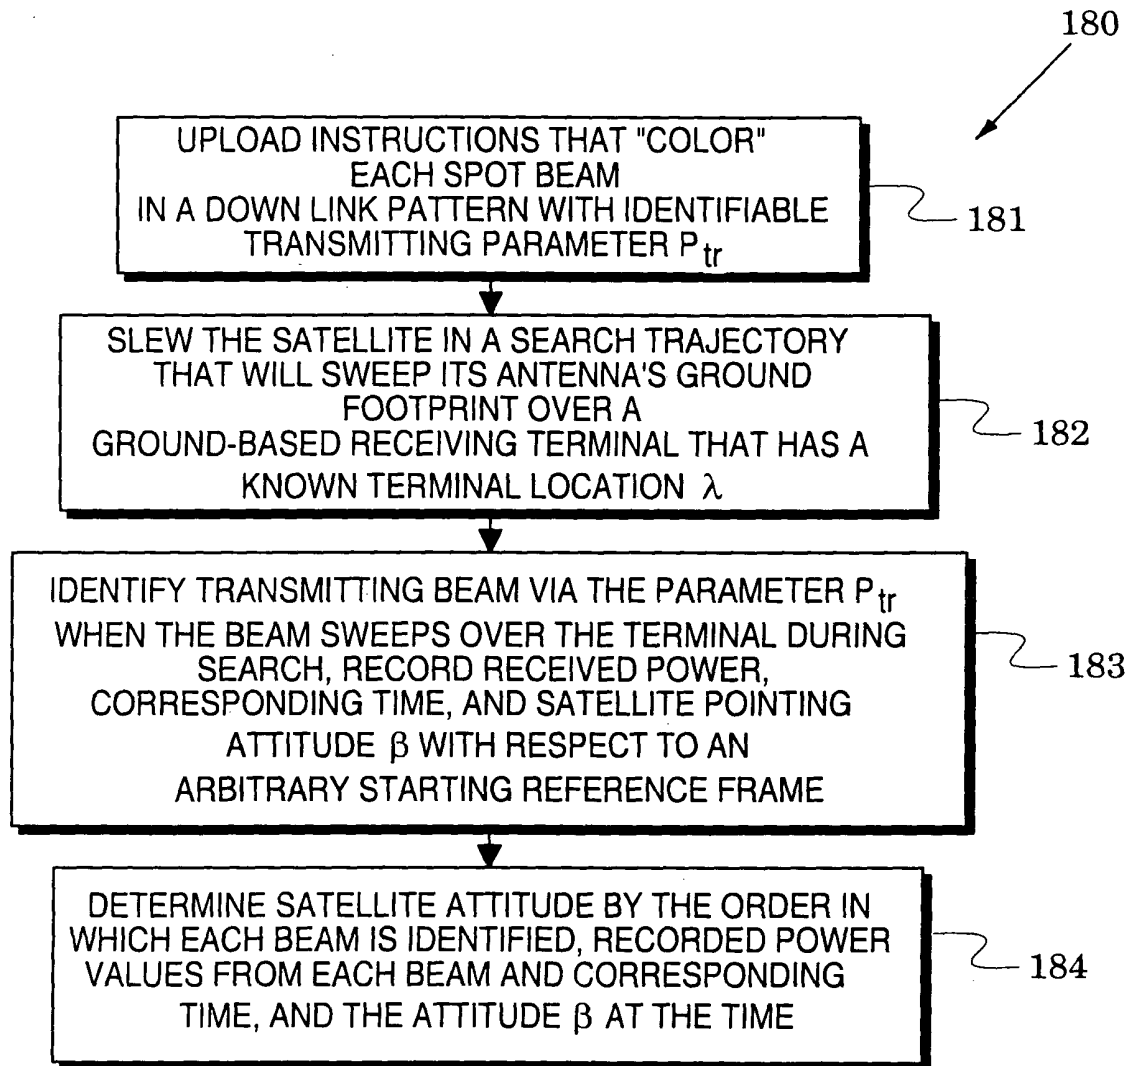 180
UPLOAD INSTRUCTIONS THAT "COLOR"
EACH SPOT BEAM
IN A DOWN LINK PATTERN WITH IDENTIFIABLE
TRANSMITTING PARAMETER Ptr
181
SLEW THE SATELLITE IN A SEARCH TRAJECTORY
THAT WILL SWEEP ITS ANTENNA'S GROUND
FOOTPRINT OVER A
GROUND-BASED RECEIVING TERMINAL THAT HAS A
KNOWN TERMINAL LOCATION λ
182
IDENTIFY TRANSMITTING BEAM VIA THE PARAMETER Ptr
WHEN THE BEAM SWEEPS OVER THE TERMINAL DURING
SEARCH, RECORD RECEIVED POWER,
CORRESPONDING TIME, AND SATELLITE POINTING
ATTITUDE β WITH RESPECT TO AN
ARBITRARY STARTING REFERENCE FRAME
183
DETERMINE SATELLITE ATTITUDE BY THE ORDER IN
WHICH EACH BEAM IS IDENTIFIED, RECORDED POWER
VALUES FROM EACH BEAM AND CORRESPONDING
TIME, AND THE ATTITUDE β AT THE TIME
184